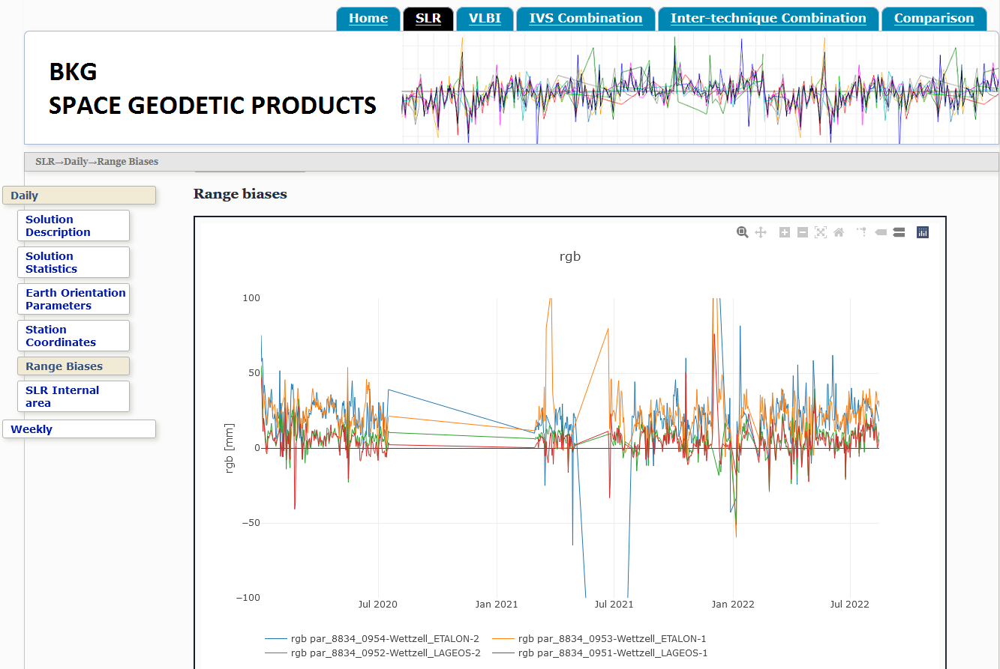 Home
SLR
VLBI
IVS Combination
Inter-technique Combination
Comparison
BKG
SPACE GEODETIC PRODUCTS
SLR→Daily→Range Biases
Daily
Solution
Description
Solution
Statistics
Earth Orientation
Parameters
Station
Coordinates
Range Biases
SLR Internal
area
Weekly
Range biases
rgb
100
50
0
−50
−100
rgb [mm]
Jul 2020
Jan 2021
Jul 2021
Jan 2022
Jul 2022
rgb par_8834_0954-Wettzell_ETALON-2
rgb par_8834_0953-Wettzell_ETALON-1
rgb par_8834_0952-Wettzell_LAGEOS-2
rgb par_8834_0951-Wettzell_LAGEOS-1